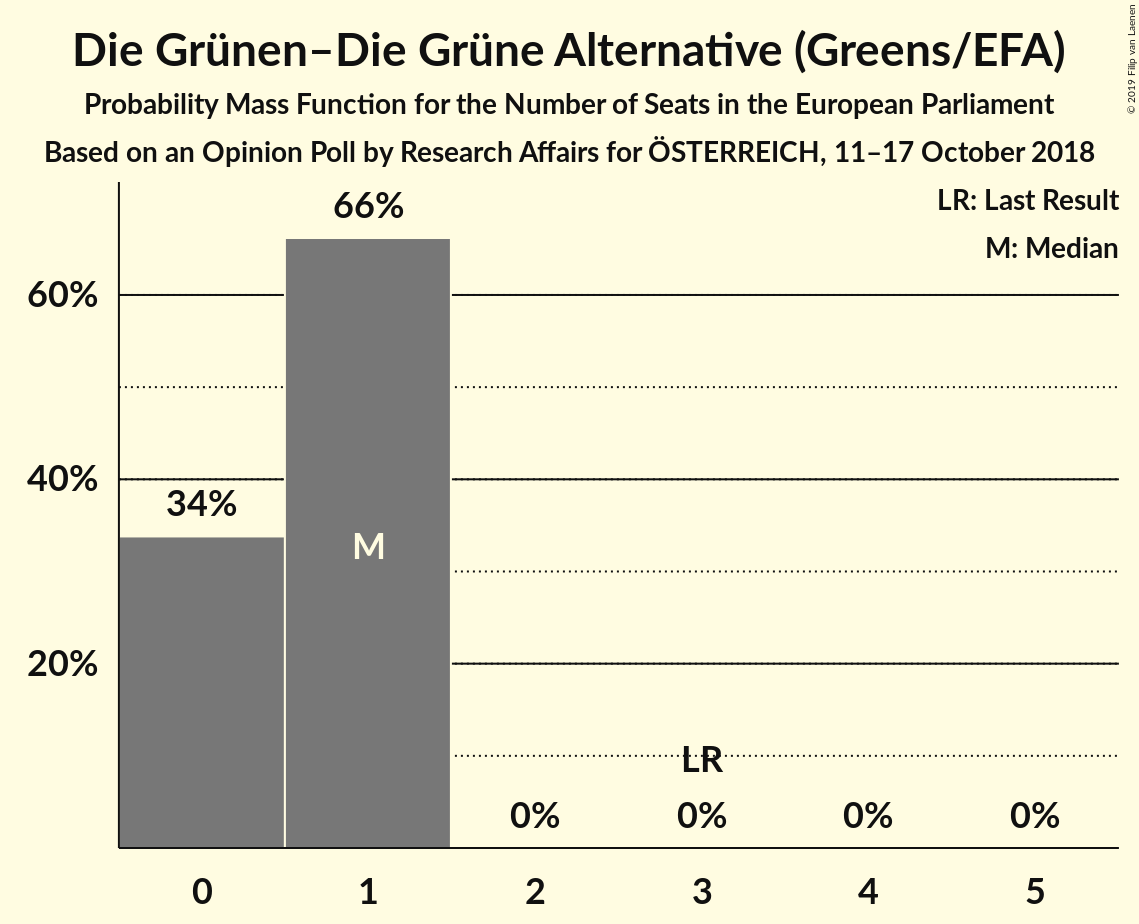 Die Grünen–Die Grüne Alternative (Greens/EFA)
Probability Mass Function for the Number of Seats in the European Parliament
Based on an Opinion Poll by Research Affairs for ÖSTERREICH, 11–17 October 2018
© 2019 Filip van Laenen
LR: Last Result
M: Median
66%
60%
40%
34%
M
20%
LR
0% 0% 0% 0%
0 1 2 3 4 5